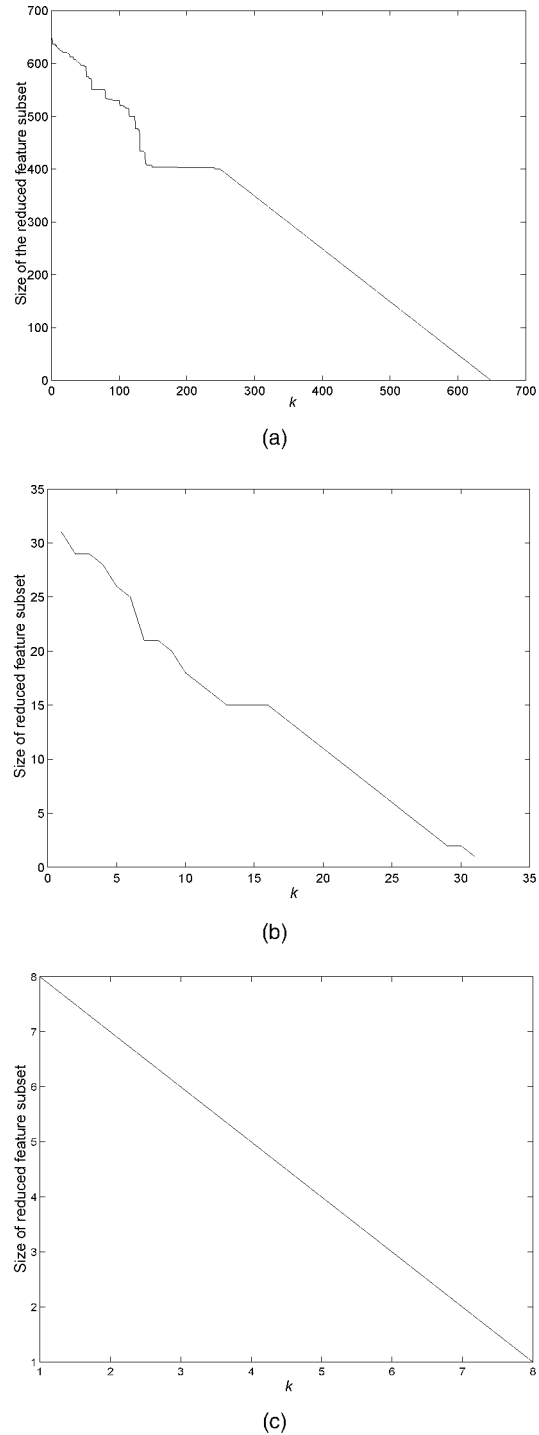 700
600
500
400
300
200
100
0
Size of the reduced feature subset
0 100 200 300 400 500 600 700
k
(a)
35
30
25
20
15
10
5
0
Size of reduced feature subset
0 5 10 15 20 25 30 35
k
(b)
8
7
6
5
4
3
2
1
Size of reduced feature subset
1 2 3 4 5 6 7 8
k
(c)